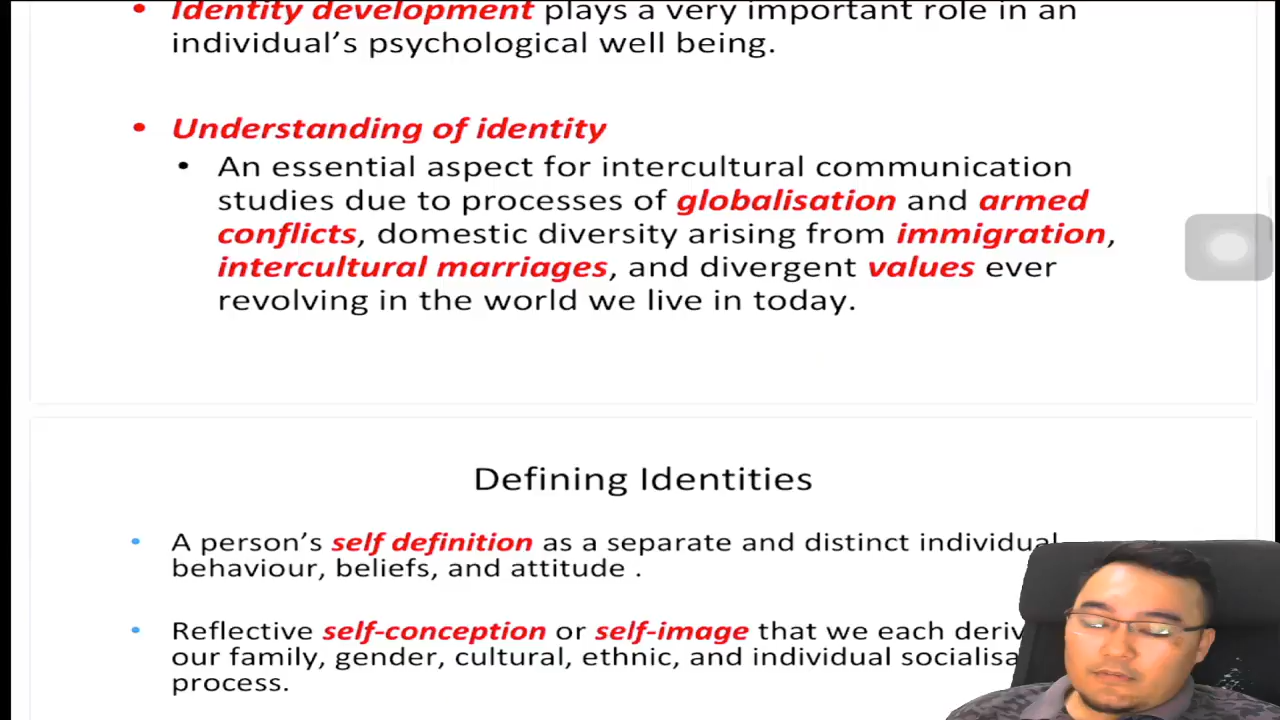 Identity development plays a very important role in an
individual’s psychological well being.
Understanding of identity
An essential aspect for intercultural communication
studies due to processes of globalisation and armed
conflicts, domestic diversity arising from immigration,
intercultural marriages, and divergent values ever
revolving in the world we live in today.
Defining Identities
A person’s self definition as a separate and distinct individual
behaviour, beliefs, and attitude .
Reflective self-conception or self-image that we each
our family, gender, cultural, ethnic, and individual
process.